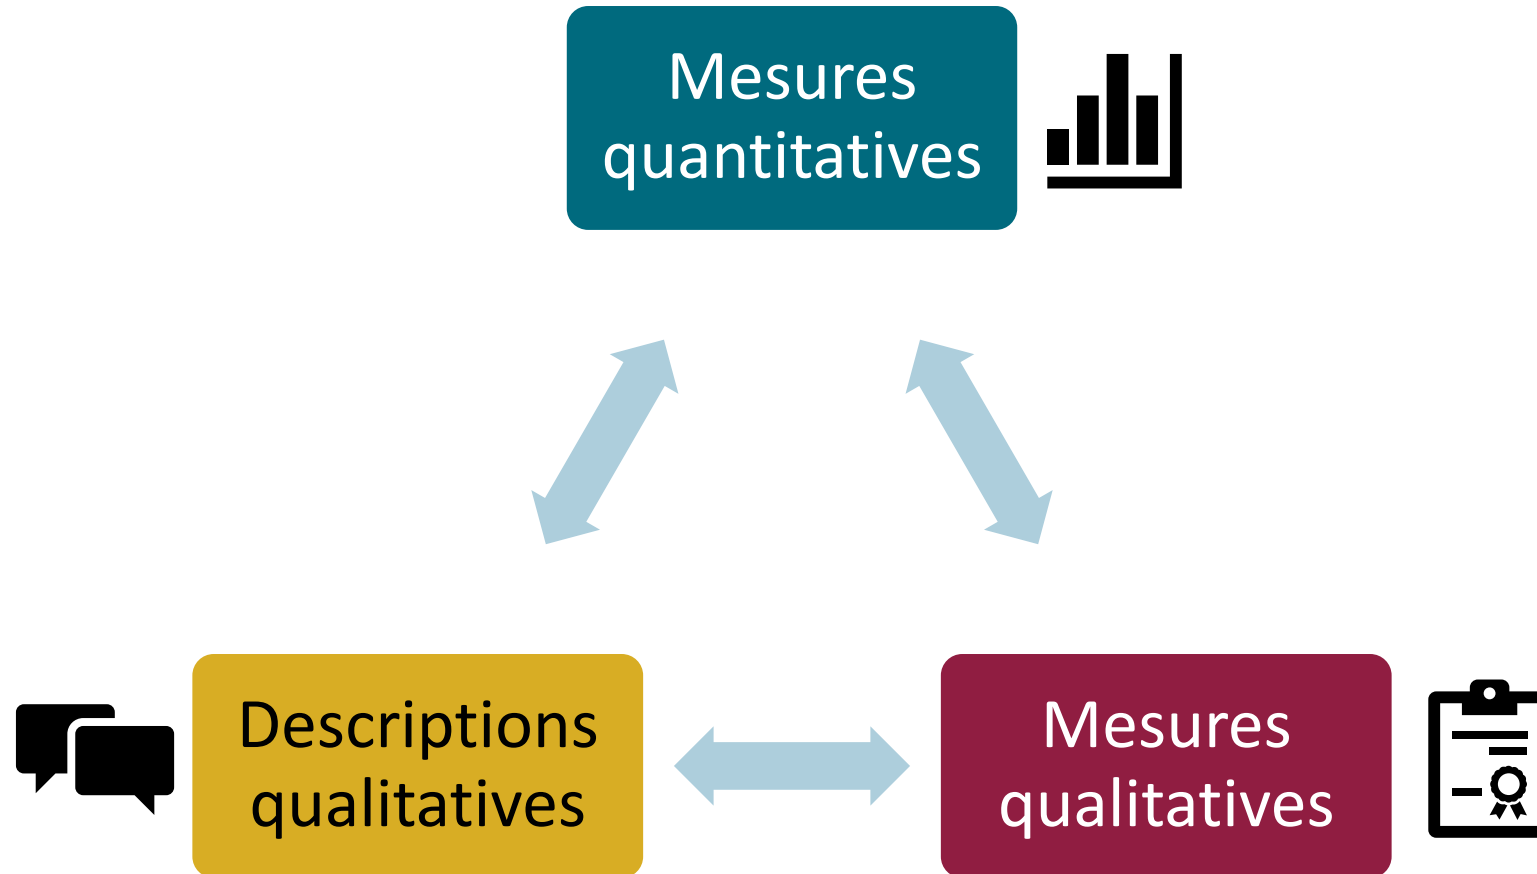 Mesures
quantitatives
Descriptions
qualitatives
Mesures
qualitatives